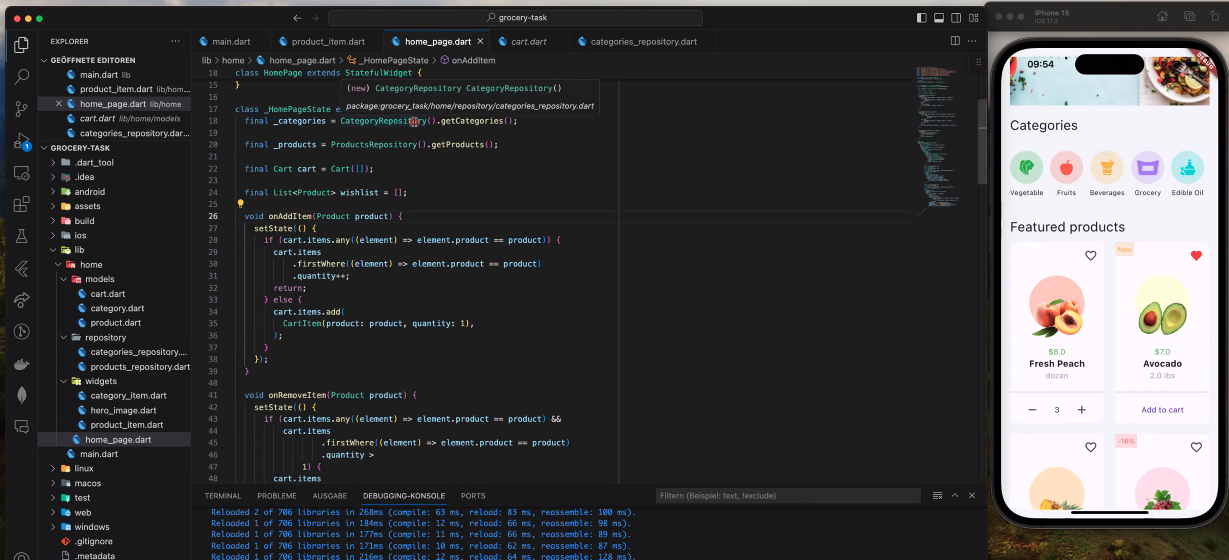 grocery-task
EXPLORER
GEÖFFNETE EDITOREN
main.dart lib
product_item.dart lib/hom...
home_page.dart lib/home
cart.dart lib/home/models
categories_repository.dart...
GROCERY-TASK
.dart_tool
.idea
android
assets
build
ios
lib
home
models
cart.dart
category.dart
product.dart
repository
categories_repository....
products_repository.dart
widgets
category_item.dart
hero_image.dart
product_item.dart
home_page.dart
main.dart
linux
macos
test
web
windows
.gitignore
.metadata
1
main.dart
product_item.dart
home_page.dart
cart.dart
categories_repository.dart
lib > home > home_page.dart > _HomePageState > onAddItem
10 class HomePage extends StatefulWidget {
15 }
(new) CategoryRepository CategoryRepository()
package:grocery_task/home/repository/categories_repository.dart
16
17 class _HomePageState e
18 final _categories = CategoryRepository().getCategories();
19
20 final _products = ProductsRepository().getProducts();
21
22 final Cart cart = Cart([]);
23
24 final List<Product> wishlist = [];
25
26 void onAddItem(Product product) {
27 setState(() {
28 if (cart.items.any((element) => element.product == product)) {
29 cart.items
30 .firstWhere((element) => element.product == product)
31 .quantity++;
32 return;
33 } else {
34 cart.items.add(
35 CartItem(product: product, quantity: 1),
36 );
37 }
38 });
39 }
40
41 void onRemoveItem(Product product) {
42 setState(() {
43 if (cart.items.any((element) => element.product == product) &&
44 cart.items
45 .firstWhere((element) => element.product == product)
46 .quantity >
47 1) {
48 cart.items
TERMINAL PROBLEME AUSGABE DEBUGGING-KONSOLE PORTS
Filtern (Beispiel: text, !exclude)
Reloaded 2 of 706 libraries in 268ms (compile: 63 ms, reload: 83 ms, reassemble: 100 ms).
Reloaded 1 of 706 libraries in 184ms (compile: 12 ms, reload: 66 ms, reassemble: 98 ms).
Reloaded 1 of 706 libraries in 177ms (compile: 11 ms, reload: 66 ms, reassemble: 89 ms).
Reloaded 1 of 706 libraries in 171ms (compile: 10 ms, reload: 62 ms, reassemble: 87 ms).
Reloaded 1 of 706 libraries in 216ms (compile: 12 ms, reload: 64 ms, reassemble: 128 ms).
iPhone 15
iOS 17.0
09:54
DEBUG
Categories
Vegetable Fruits Beverages Grocery Edible Oil
Featured products
New
$8.0
Fresh Peach
dozen
3
$7.0
Avocado
2.0 lbs
Add to cart
-16%